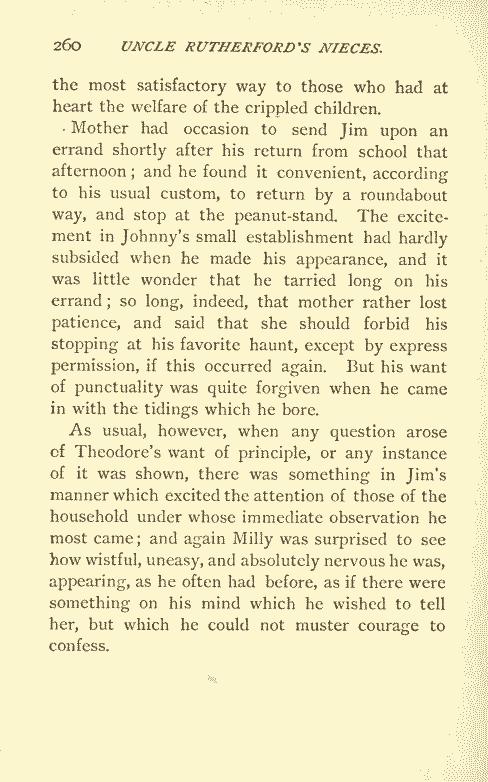 260 UNCLE RUTHERFORD'S NIECES.
the most satisfactory way to those who had at
heart the welfare of the crippled children.
Mother had occasion to send Jim upon an
errand shortly after his return from school that
afternoon; and he found it convenient, according
to his usual custom, to return by a roundabout
way, and stop at the peanut-stand. The excite-
ment in Johnny's small establishment had hardly
subsided when he made his appearance, and it
was little wonder that he tarried long on his
errand; so long, indeed, that mother rather lost
patience, and said that she should forbid his
stopping at his favorite haunt, except by express
permission, if this occurred again. But his want
of punctuality was quite forgiven when he came
in with the tidings which he bore.
As usual, however, when any question arose
of Theodore's want of principle, or any instance
of it was shown, there was something in Jim's
manner which excited the attention of those of the
household under whose immediate observation he
most came; and again Milly was surprised to see
how wistful, uneasy, and absolutely nervous he was,
appearing, as he often had before, as if there were
something on his mind which he wished to tell
her, but which he could not muster courage to
confess.